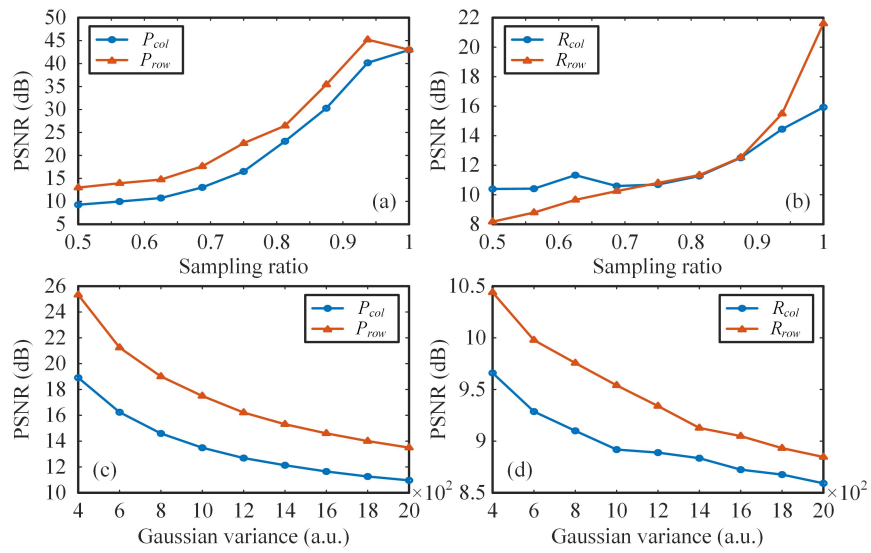 50
45
40
35
30
25
20
15
10
5
PSNR (dB)
P_col
P_row
(a)
0.5 0.6 0.7 0.8 0.9 1
Sampling ratio
22
20
18
16
14
12
10
8
PSNR (dB)
R_col
R_row
(b)
0.5 0.6 0.7 0.8 0.9 1
Sampling ratio
26
24
22
20
18
16
14
12
10
PSNR (dB)
P_col
P_row
(c)
4 6 8 10 12 14 16 18 20
×10²
Gaussian variance (a.u.)
10.5
10
9.5
9
8.5
PSNR (dB)
R_col
R_row
(d)
4 6 8 10 12 14 16 18 20
×10²
Gaussian variance (a.u.)